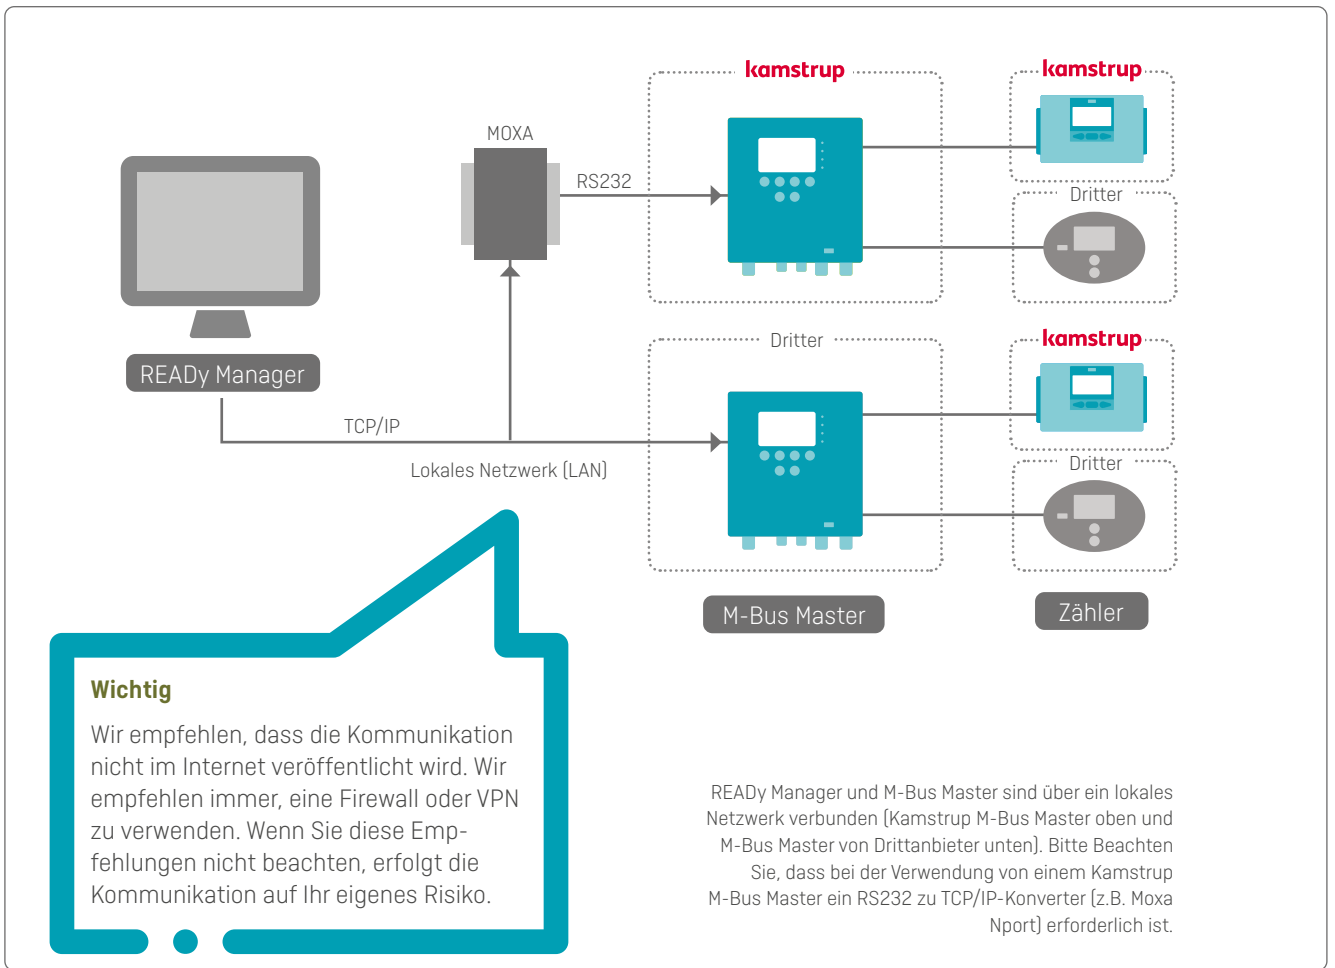 kamstrup
kamstrup
MOXA
RS232
Dritter
READy Manager
TCP/IP
Lokales Netzwerk (LAN)
Dritter
kamstrup
Dritter
M-Bus Master
Zähler
Wichtig
Wir empfehlen, dass die Kommunikation
nicht im Internet veröffentlicht wird. Wir
empfehlen immer, eine Firewall oder VPN
zu verwenden. Wenn Sie diese Emp-
fehlungen nicht beachten, erfolgt die
Kommunikation auf Ihr eigenes Risiko.
READy Manager und M-Bus Master sind über ein lokales
Netzwerk verbunden (Kamstrup M-Bus Master oben und
M-Bus Master von Drittanbieter unten). Bitte Beachten
Sie, dass bei der Verwendung von einem Kamstrup
M-Bus Master ein RS232 zu TCP/IP-Konverter (z.B. Moxa
Nport) erforderlich ist.